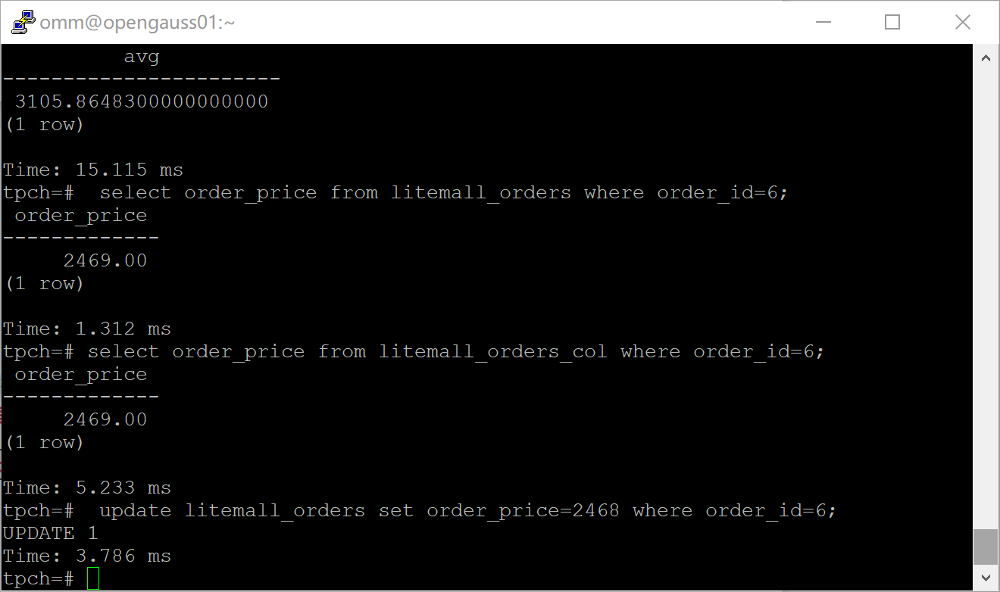 omm@opengauss01:~
avg
-----------------------
3105.8648300000000000
(1 row)
Time: 15.115 ms
tpch=#  select order_price from litemall_orders where order_id=6;
order_price
-------------
2469.00
(1 row)
Time: 1.312 ms
tpch=# select order_price from litemall_orders_col where order_id=6;
order_price
-------------
2469.00
(1 row)
Time: 5.233 ms
tpch=#  update litemall_orders set order_price=2468 where order_id=6;
UPDATE 1
Time: 3.786 ms
tpch=#